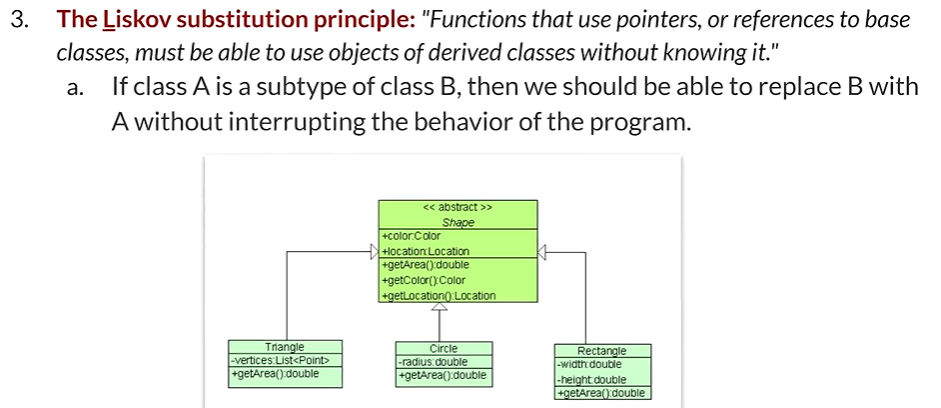 3. The Liskov substitution principle: "Functions that use pointers, or references to base
classes, must be able to use objects of derived classes without knowing it."
a. If class A is a subtype of class B, then we should be able to replace B with
A without interrupting the behavior of the program.
<< abstract >>
Shape
+color:Color
+location:Location
+getArea():double
+getColor():Color
+getLocation():Location
Triangle
-vertices:List<Point>
+getArea():double
Circle
-radius:double
+getArea():double
Rectangle
-width:double
-height:double
+getArea():double